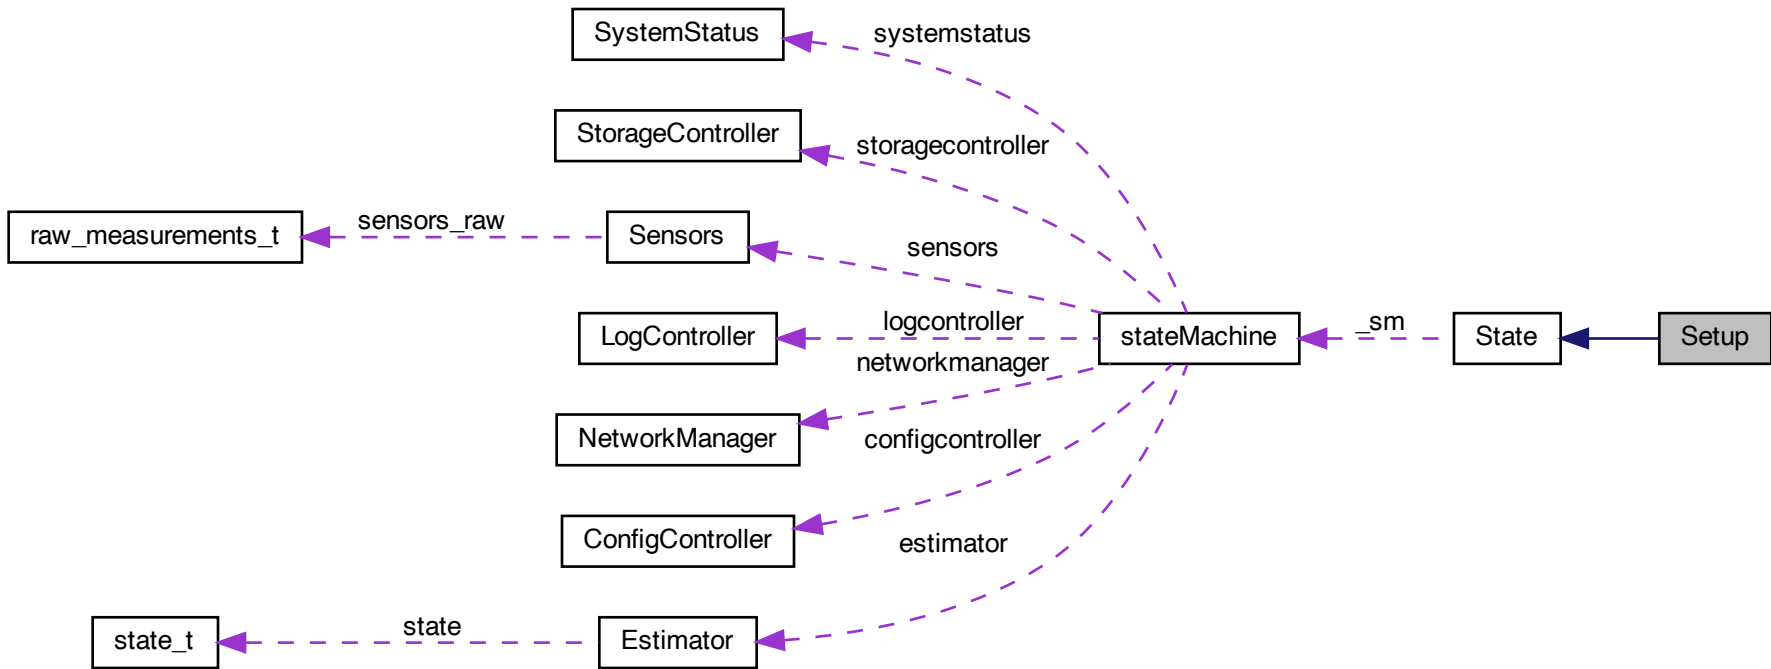 SystemStatus
systemstatus
StorageController
storagecontroller
raw_measurements_t
sensors_raw
Sensors
sensors
LogController
logcontroller
stateMachine
_sm
State
Setup
networkmanager
NetworkManager
configcontroller
ConfigController
estimator
state_t
state
Estimator